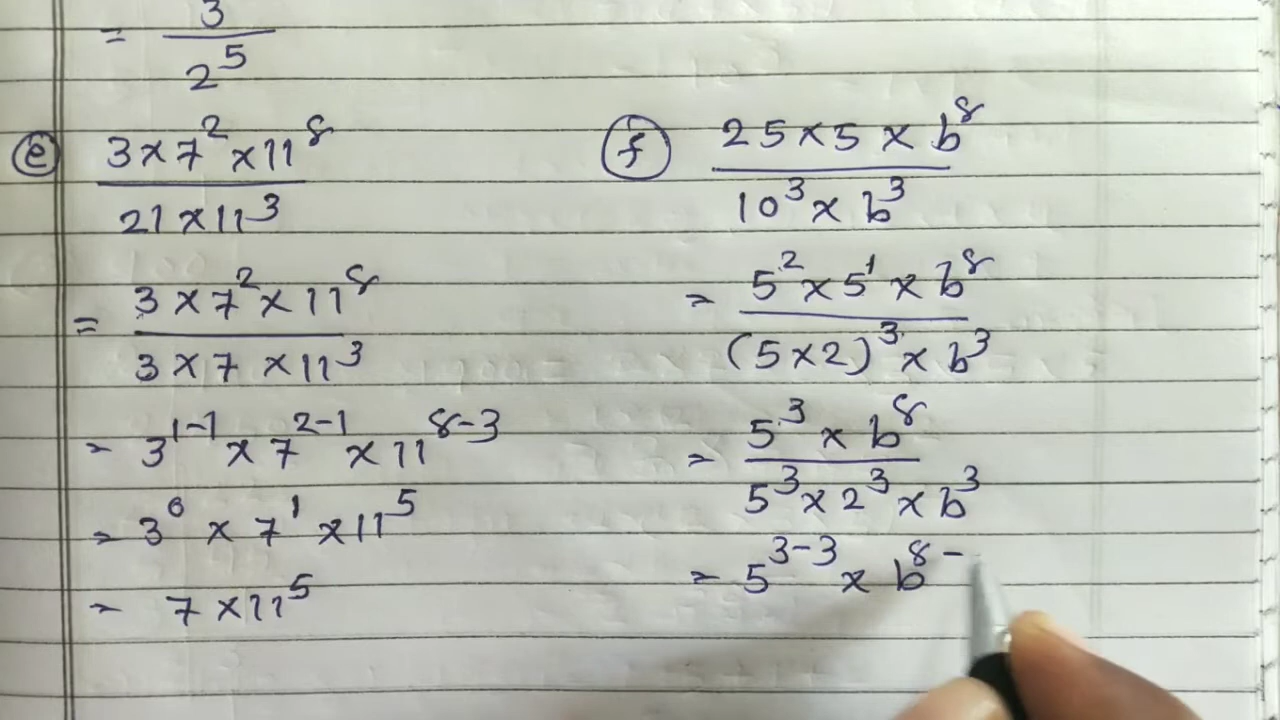 = 3/2^5
(e) (3 × 7^2 × 11^8)/(21 × 11^3)
= (3 × 7^2 × 11^8)/(3 × 7 × 11^3)
= 3^(1-1) × 7^(2-1) × 11^(8-3)
= 3^0 × 7^1 × 11^5
= 7 × 11^5
(f) (25 × 5 × b^8)/(10^3 × b^3)
= (5^2 × 5^1 × b^8)/((5 × 2)^3 × b^3)
= (5^3 × b^8)/(5^3 × 2^3 × b^3)
= 5^(3-3) × b^(8-